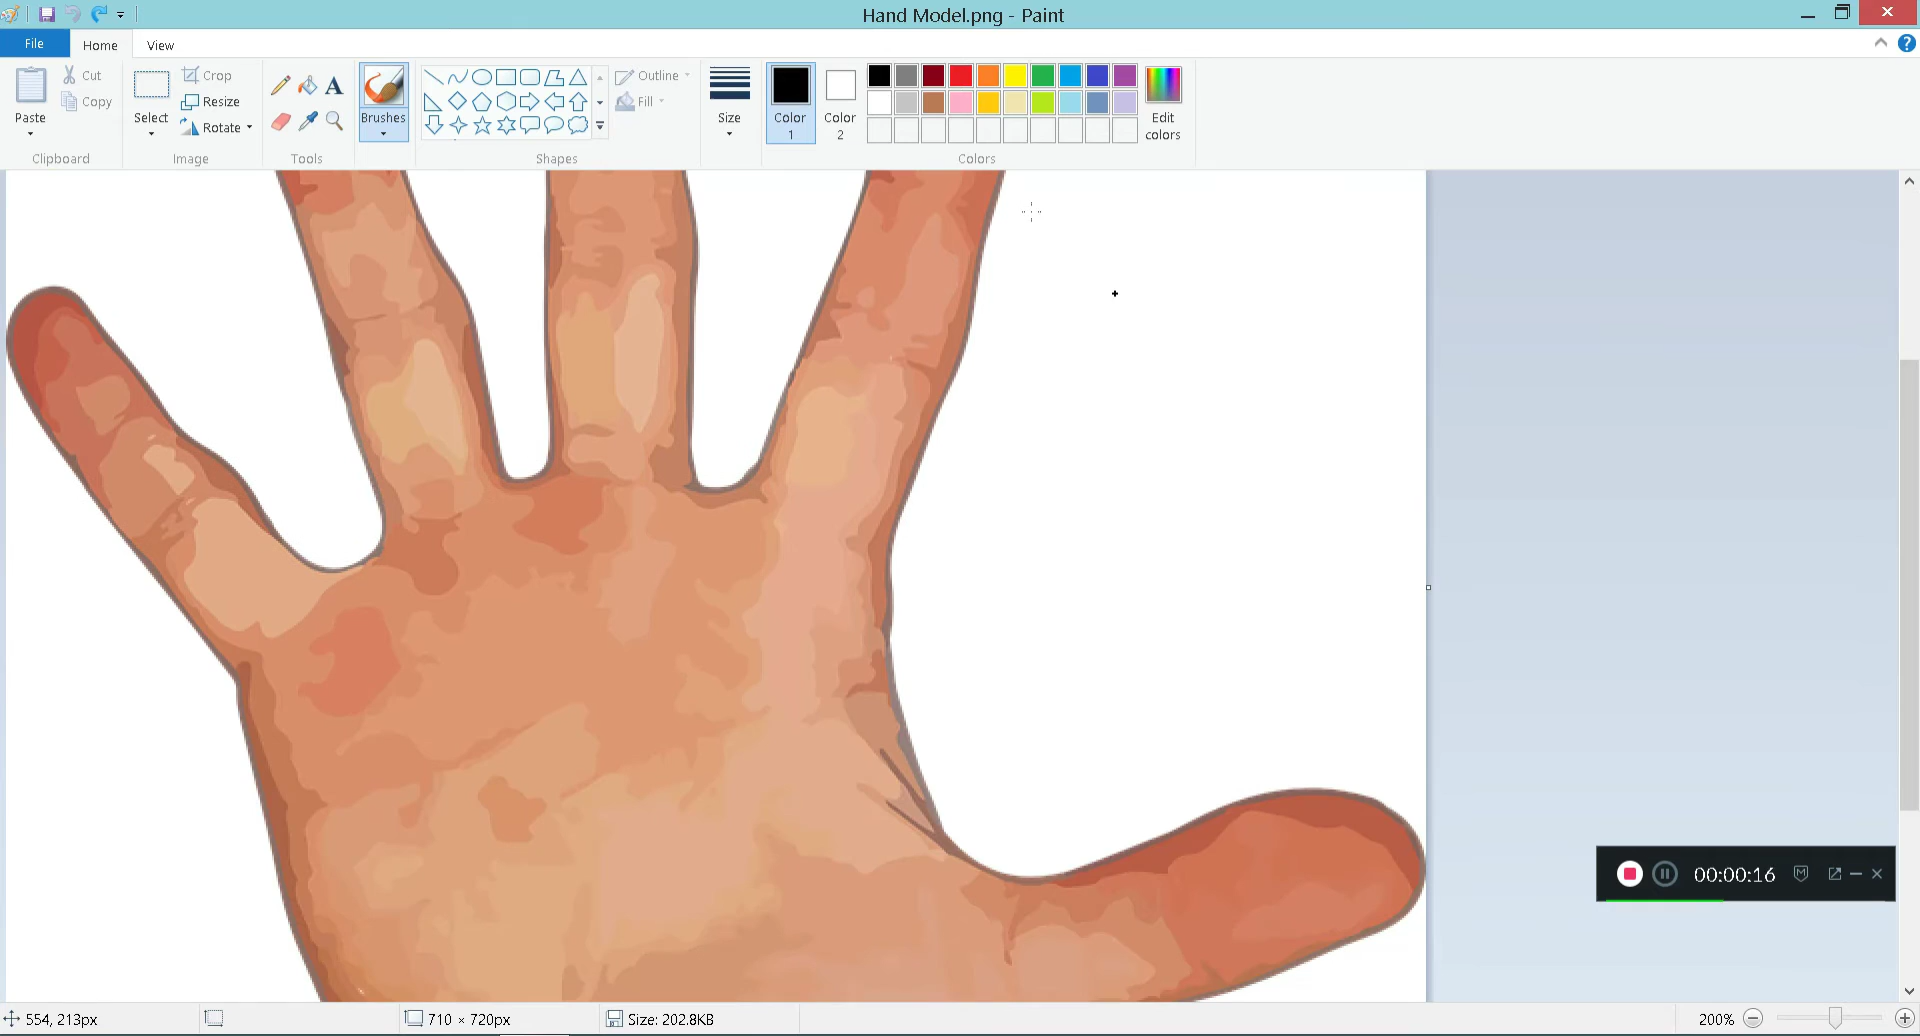 Hand Model.png - Paint
File Home View
Paste
Cut
Copy
Clipboard
Select
Crop
Resize
Rotate
Image
A
Tools
Brushes
Shapes
Outline
Fill
Size
Color 1
Color 2
Edit colors
Colors
00:00:16
554, 213px
710 × 720px
Size: 202.8KB
200%